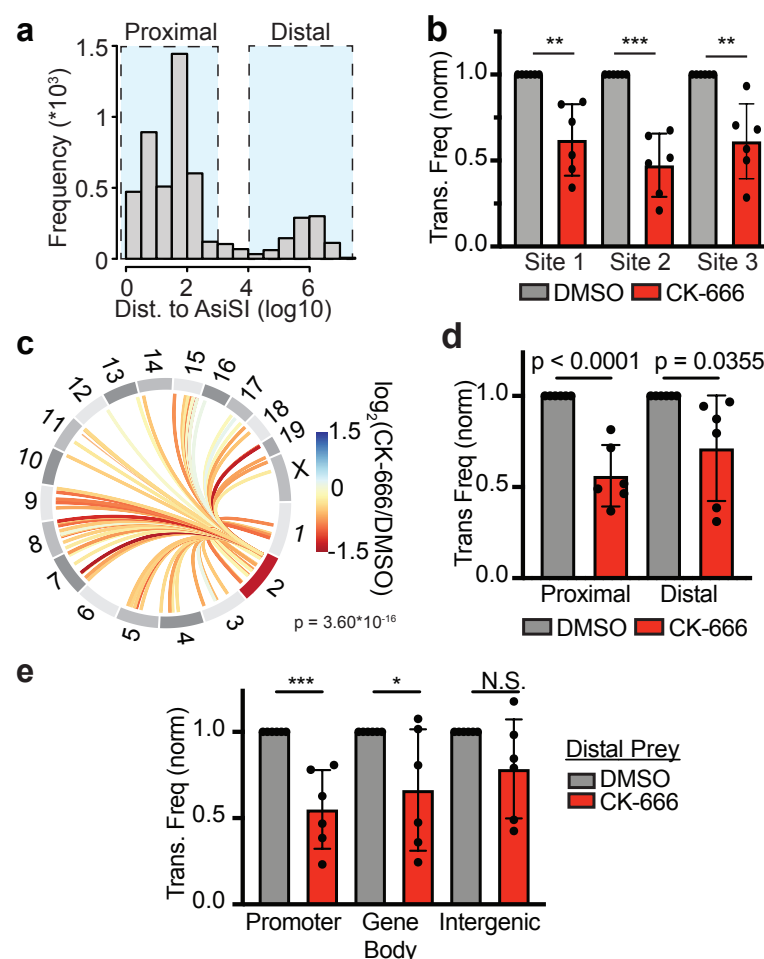 a
Proximal
Distal
1.5
1
0.5
0
Frequency (*10³)
0
2
4
6
Dist. to AsiSI (log10)
b
**
***
**
1.0
0.5
0.0
Trans. Freq (norm)
Site 1
Site 2
Site 3
DMSO
CK-666
c
1
2
3
4
5
6
7
8
9
10
11
12
13
14
15
16
17
18
19
X
1.5
0
-1.5
log₂(CK-666/DMSO)
p = 3.60*10⁻¹⁶
d
p < 0.0001
p = 0.0355
1.0
0.5
0.0
Trans Freq (norm)
Proximal
Distal
DMSO
CK-666
e
***
*
N.S.
1.0
0.5
0.0
Trans. Freq (norm)
Promoter
Gene
Body
Intergenic
Distal Prey
DMSO
CK-666